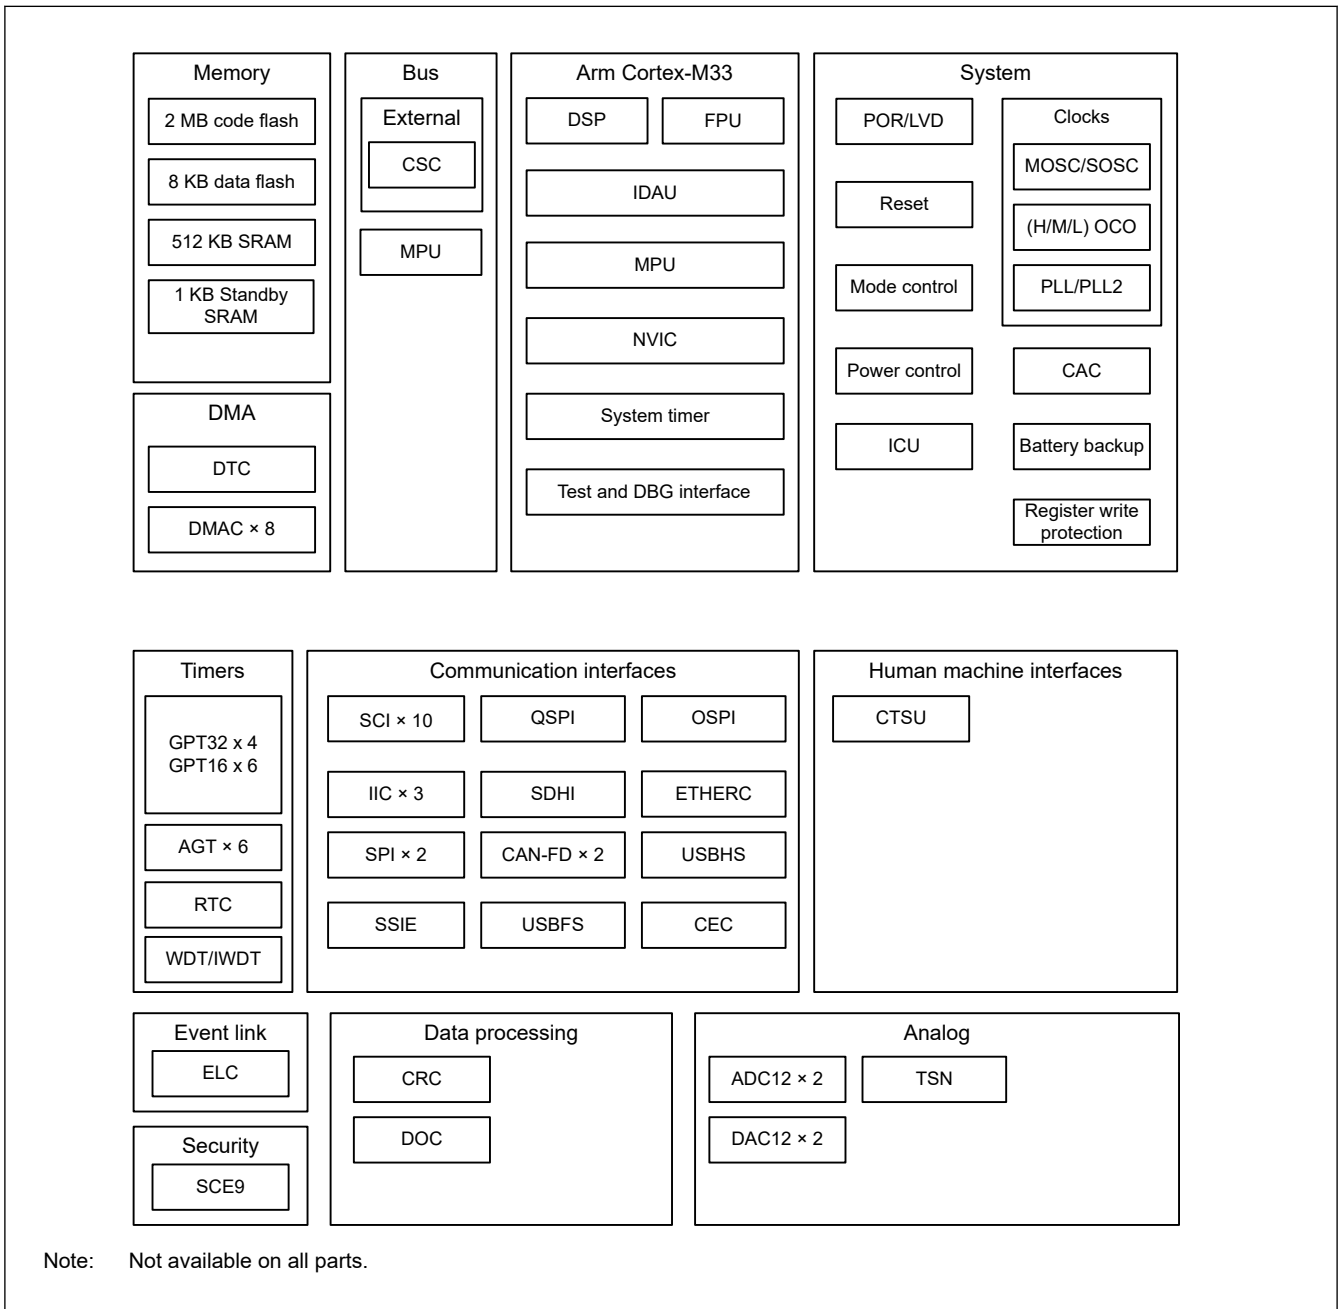 Memory
2 MB code flash
8 KB data flash
512 KB SRAM
1 KB Standby
SRAM
DMA
DTC
DMAC × 8
Bus
External
CSC
MPU
Arm Cortex-M33
DSP
FPU
IDAU
MPU
NVIC
System timer
Test and DBG interface
System
POR/LVD
Reset
Mode control
Power control
ICU
Clocks
MOSC/SOSC
(H/M/L) OCO
PLL/PLL2
CAC
Battery backup
Register write
protection
Timers
GPT32 x 4
GPT16 x 6
AGT × 6
RTC
WDT/IWDT
Communication interfaces
SCI × 10
QSPI
OSPI
IIC × 3
SDHI
ETHERC
SPI × 2
CAN-FD × 2
USBHS
SSIE
USBFS
CEC
Human machine interfaces
CTSU
Event link
ELC
Security
SCE9
Data processing
CRC
DOC
Analog
ADC12 × 2
TSN
DAC12 × 2
Note: Not available on all parts.